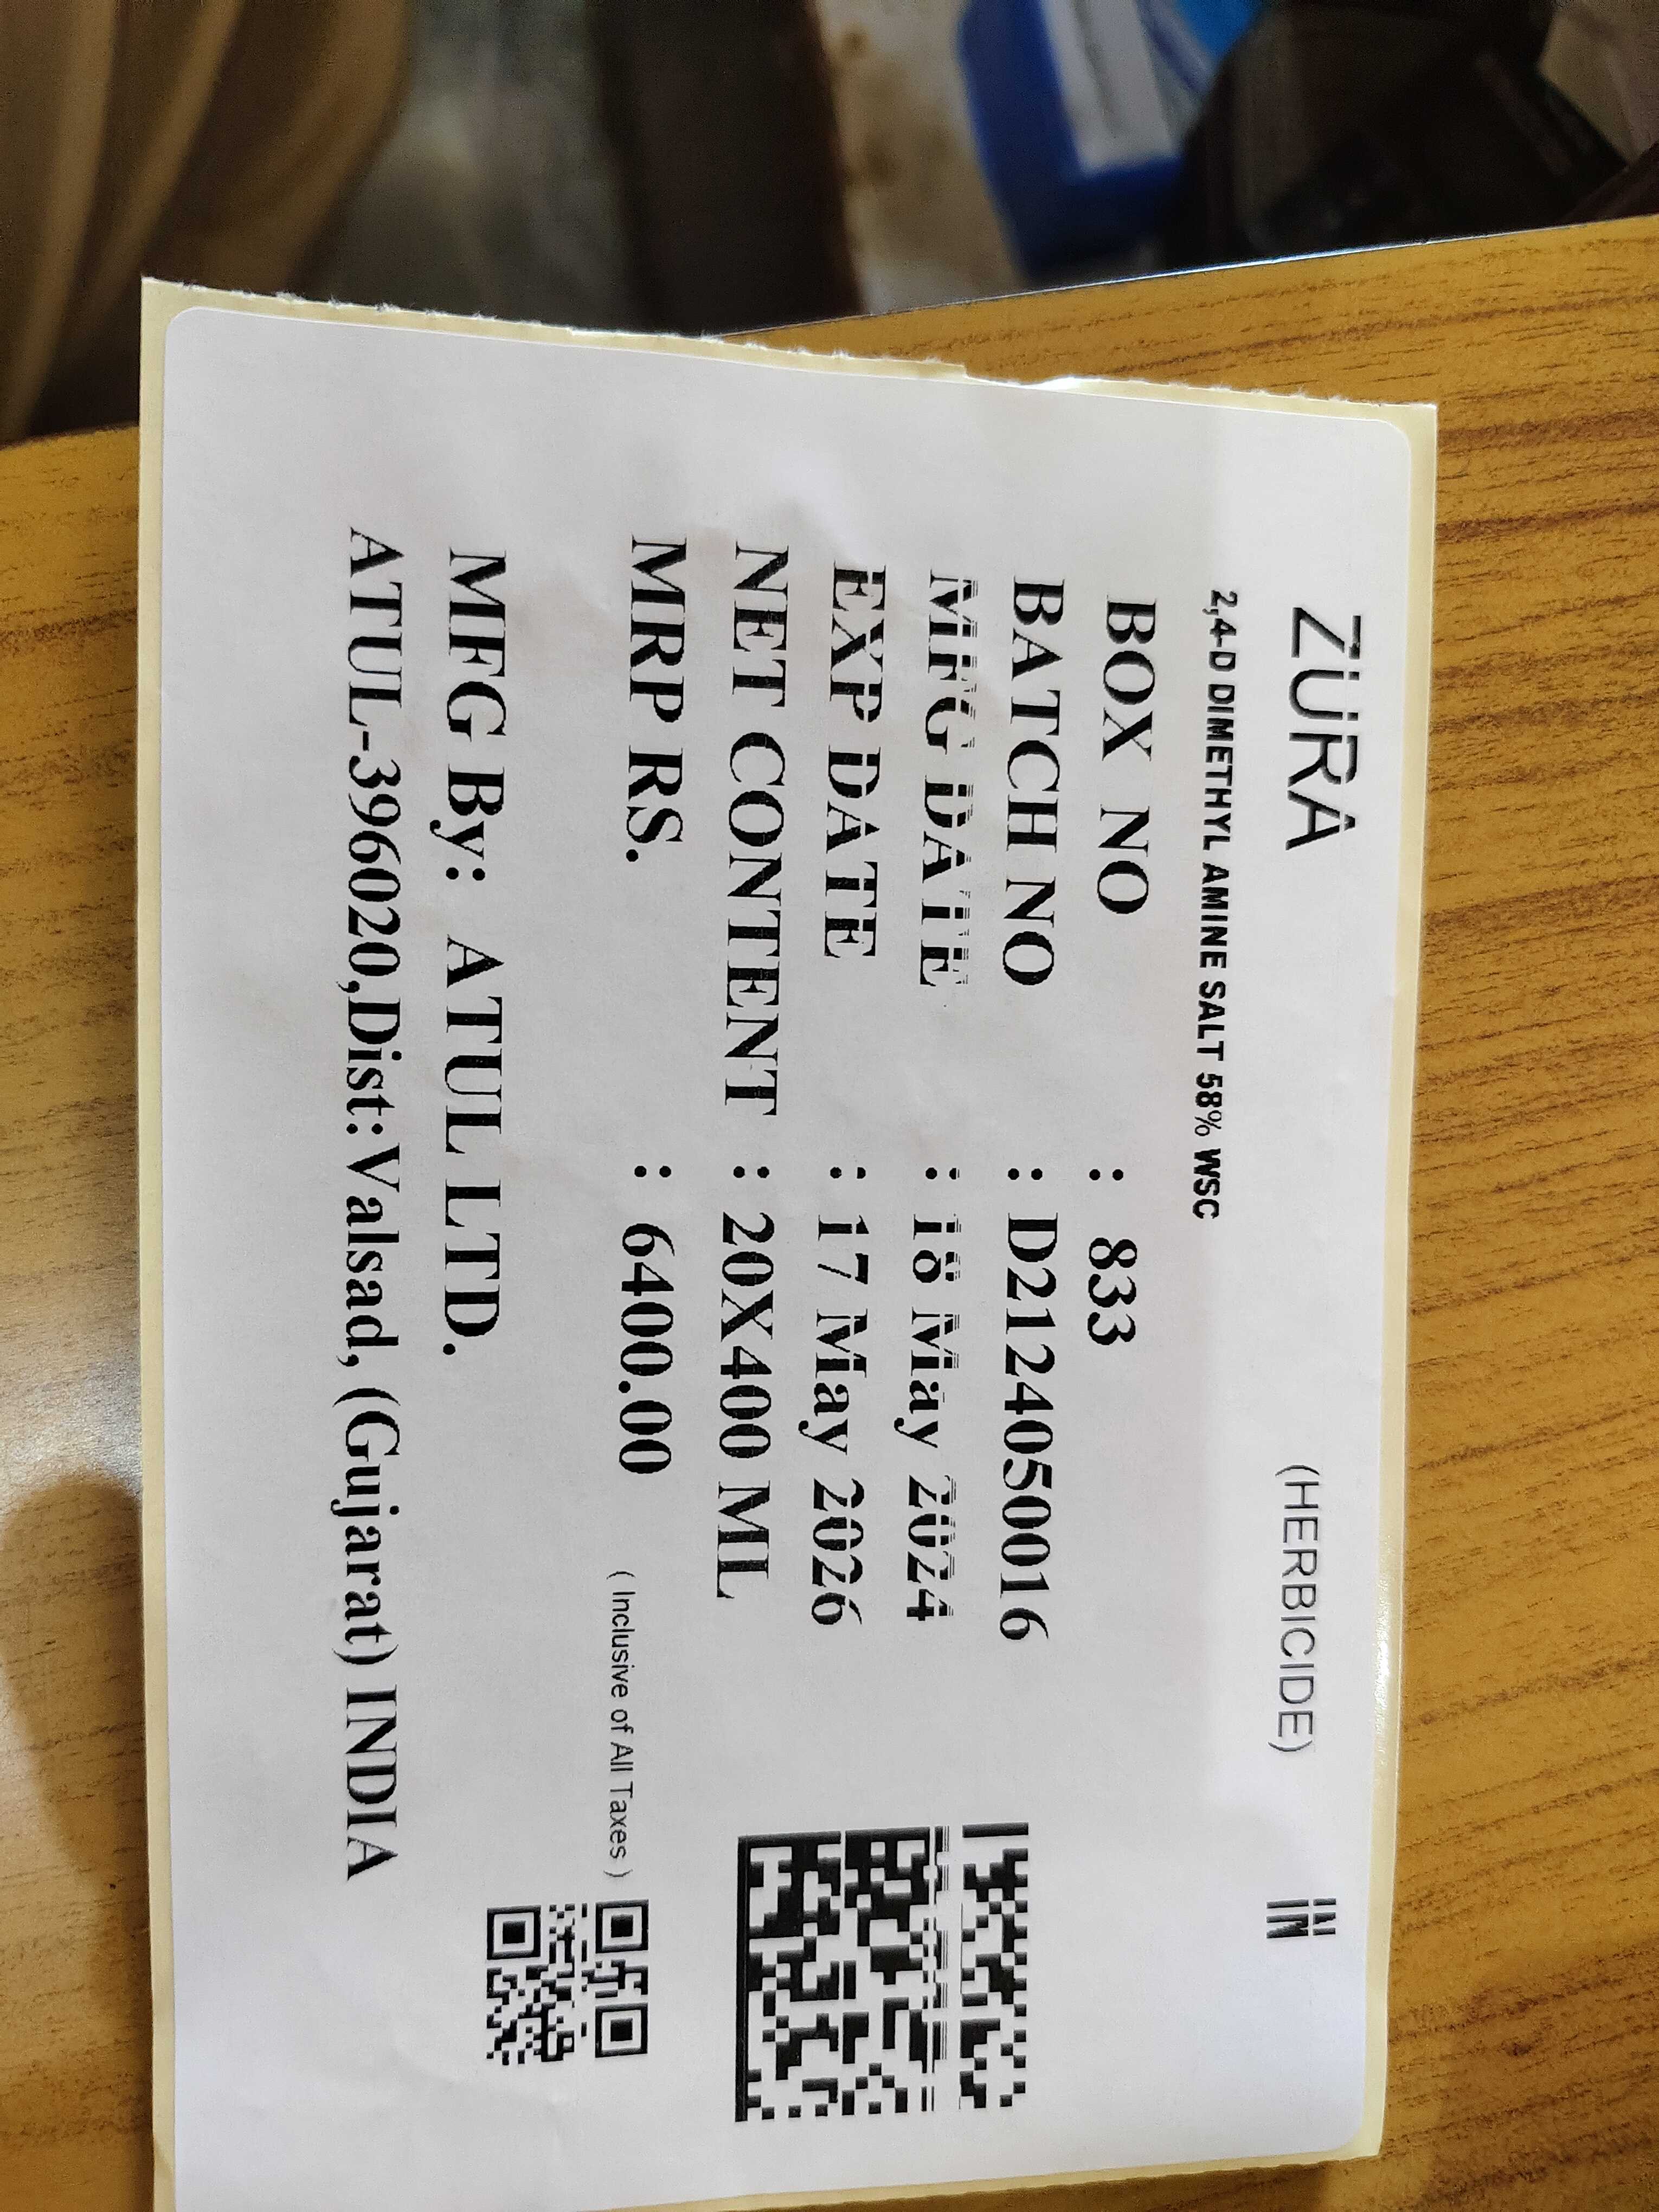 ZURA (HERBICIDE) IN
2,4-D DIMETHYL AMINE SALT 58% WSC
BOX NO : 833
BATCH NO : D2124050016
MFG DATE : 18 May 2024
EXP DATE : 17 May 2026
NET CONTENT : 20X400 ML
MRP RS. : 6400.00 ( Inclusive of All Taxes )
MFG By: ATUL LTD.
ATUL-396020,Dist:Valsad, (Gujarat) INDIA